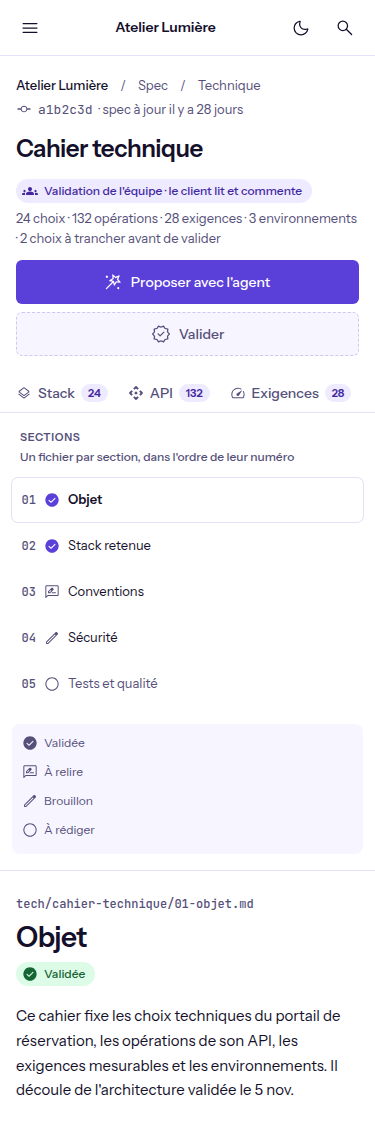 Atelier Lumière
Atelier Lumière / Spec / Technique
a1b2c3d · spec à jour il y a 28 jours
Cahier technique
Validation de l'équipe · le client lit et commente
24 choix · 132 opérations · 28 exigences · 3 environnements
· 2 choix à trancher avant de valider
Proposer avec l'agent
Valider
Stack 24 API 132 Exigences 28
SECTIONS
Un fichier par section, dans l'ordre de leur numéro
01 Objet
02 Stack retenue
03 Conventions
04 Sécurité
05 Tests et qualité
Validée
À relire
Brouillon
À rédiger
tech/cahier-technique/01-objet.md
Objet
Validée
Ce cahier fixe les choix techniques du portail de
réservation, les opérations de son API, les
exigences mesurables et les environnements. Il
découle de l'architecture validée le 5 nov.